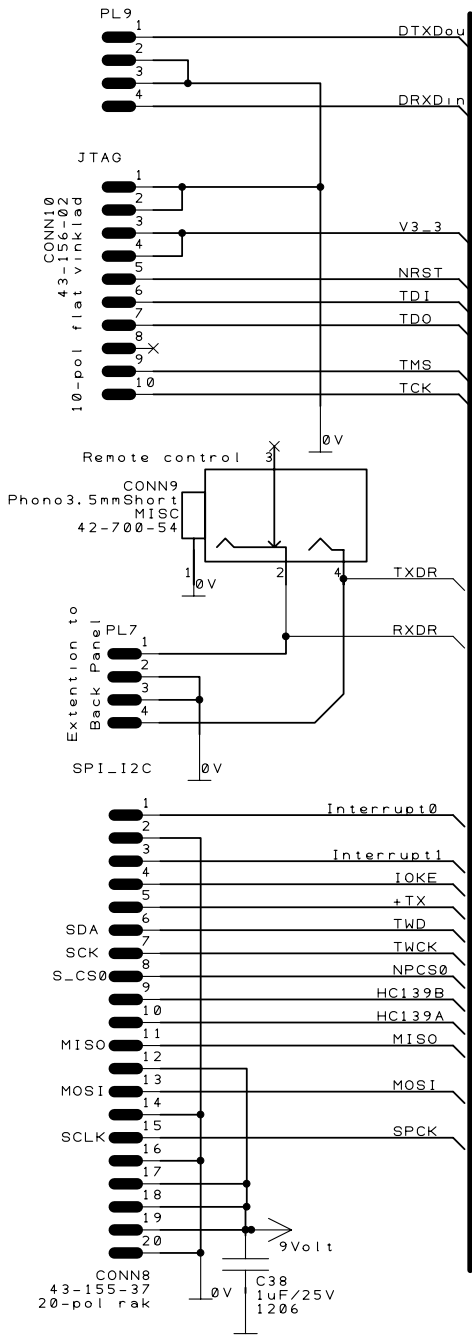 PL9
1 DTXDou
2
3
4 DRXDin
JTAG
CONN10
43-156-02
10-pol flat vinklad
1
2
3 V3_3
4
5 NRST
6 TDI
7 TDO
8
9 TMS
10 TCK
0V
Remote control 3
CONN9
Phono3.5mmShort
MISC
42-700-54
1 0V 2 4
TXDR
RXDR
Extention to
Back Panel
PL7
1
2
3
4
SPI_I2C 0V
1 Interrupt0
2
3 Interrupt1
4 IOKE
5 +TX
SDA 6 TWD
SCK 7 TWCK
S_CS0 8 NPCS0
9 HC139B
10 HC139A
MISO 11 MISO
12
MOSI 13 MOSI
14
SCLK 15 SPCK
16
17
18
19
9Volt
20
CONN8
43-155-37
20-pol rak
0V
C38
1uF/25V
1206